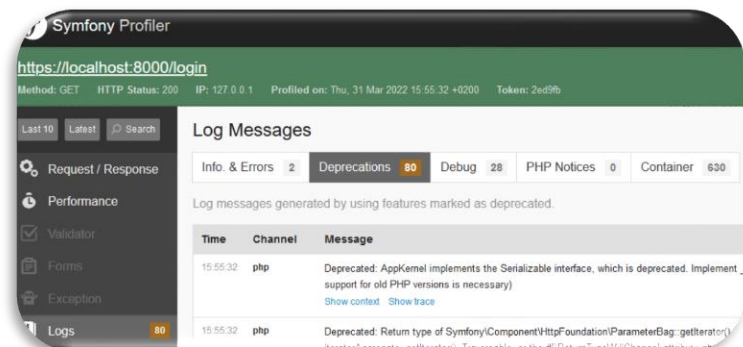 Symfony Profiler
https://localhost:8000/login
Method: GET HTTP Status: 200 IP: 127.0.0.1 Profiled on: Thu, 31 Mar 2022 15:55:32 +0200 Token: 2ed9fb
Last 10 Latest Search
Log Messages
Request / Response
Info. & Errors 2 Deprecations 80 Debug 28 PHP Notices 0 Container 630
Performance
Log messages generated by using features marked as deprecated.
Validator
Time Channel Message
Forms
15:55:32 php Deprecated: AppKernel implements the Serializable interface, which is deprecated. Implement _
support for old PHP versions is necessary)
Exception
Show context Show trace
Logs 80
15:55:32 php Deprecated: Return type of Symfony\Component\HttpFoundation\ParameterBag::getIterator()